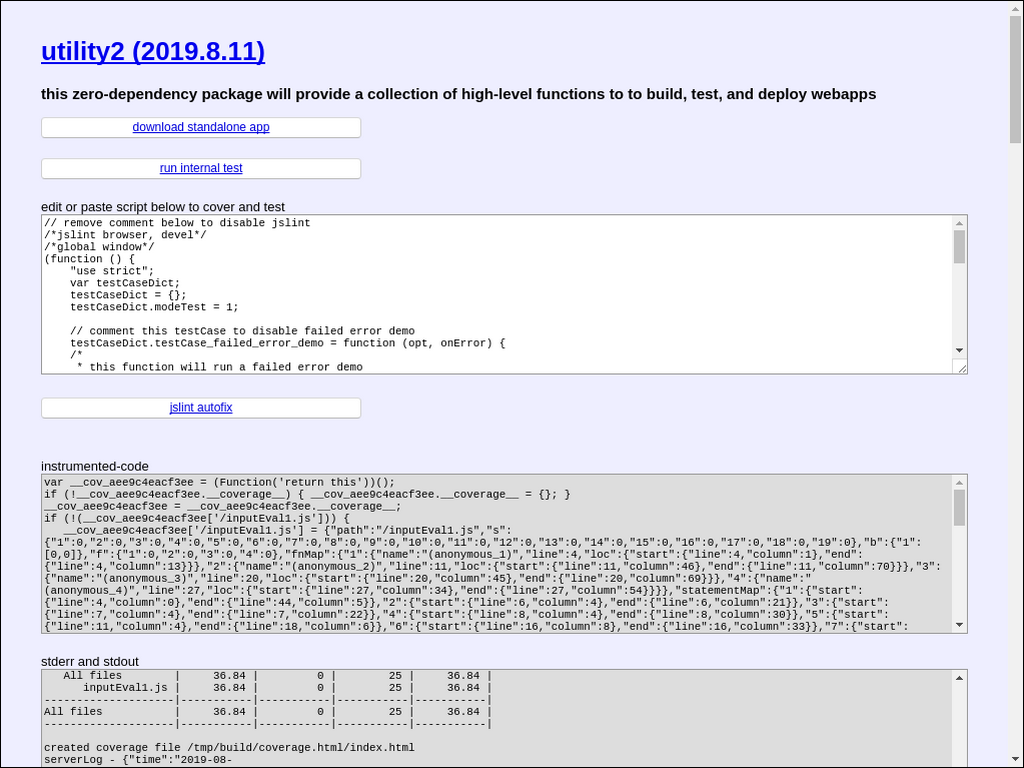 utility2 (2019.8.11)
this zero-dependency package will provide a collection of high-level functions to to build, test, and deploy webapps
download standalone app
run internal test
edit or paste script below to cover and test
// remove comment below to disable jslint
/*jslint browser, devel*/
/*global window*/
(function () {
    "use strict";
    var testCaseDict;
    testCaseDict = {};
    testCaseDict.modeTest = 1;
    // comment this testCase to disable failed error demo
    testCaseDict.testCase_failed_error_demo = function (opt, onError) {
    /*
     * this function will run a failed error demo
jslint autofix
instrumented-code
var __cov_aee9c4eacf3ee = (Function('return this'))();
if (!__cov_aee9c4eacf3ee.__coverage__) { __cov_aee9c4eacf3ee.__coverage__ = {}; }
__cov_aee9c4eacf3ee = __cov_aee9c4eacf3ee.__coverage__;
if (!(__cov_aee9c4eacf3ee['/inputEval1.js'])) {
   __cov_aee9c4eacf3ee['/inputEval1.js'] = {"path":"/inputEval1.js","s":
{"1":0,"2":0,"3":0,"4":0,"5":0,"6":0,"7":0,"8":0,"9":0,"10":0,"11":0,"12":0,"13":0,"14":0,"15":0,"16":0,"17":0,"18":0,"19":0},"b":{"1":
[0,0]},"f":{"1":0,"2":0,"3":0,"4":0},"fnMap":{"1":{"name":"(anonymous_1)","line":4,"loc":{"start":{"line":4,"column":1},"end":
{"line":4,"column":13}}},"2":{"name":"(anonymous_2)","line":11,"loc":{"start":{"line":11,"column":46},"end":{"line":11,"column":70}}},"3":
{"name":"(anonymous_3)","line":20,"loc":{"start":{"line":20,"column":45},"end":{"line":20,"column":69}}},"4":{"name":"
(anonymous_4)","line":27,"loc":{"start":{"line":27,"column":34},"end":{"line":27,"column":54}}}},"statementMap":{"1":{"start":
{"line":4,"column":0},"end":{"line":44,"column":5}},"2":{"start":{"line":6,"column":4},"end":{"line":6,"column":21}},"3":{"start":
{"line":7,"column":4},"end":{"line":7,"column":22}},"4":{"start":{"line":8,"column":4},"end":{"line":8,"column":30}},"5":{"start":
{"line":11,"column":4},"end":{"line":18,"column":6}},"6":{"start":{"line":16,"column":8},"end":{"line":16,"column":33}},"7":{"start":
stderr and stdout
   All files        |     36.84 |         0 |        25 |     36.84 |
      inputEval1.js |     36.84 |         0 |        25 |     36.84 |
--------------------|-----------|-----------|-----------|-----------|
All files           |     36.84 |         0 |        25 |     36.84 |
--------------------|-----------|-----------|-----------|-----------|
created coverage file /tmp/build/coverage.html/index.html
serverLog - {"time":"2019-08-